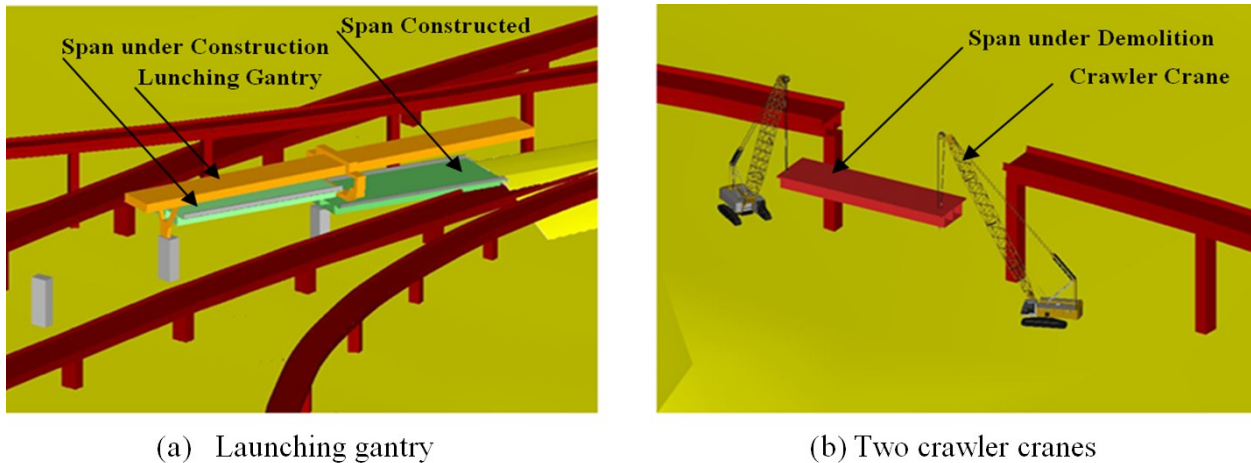 Span Constructed
Span under Construction
Lunching Gantry
Span under Demolition
Crawler Crane
(a) Launching gantry
(b) Two crawler cranes